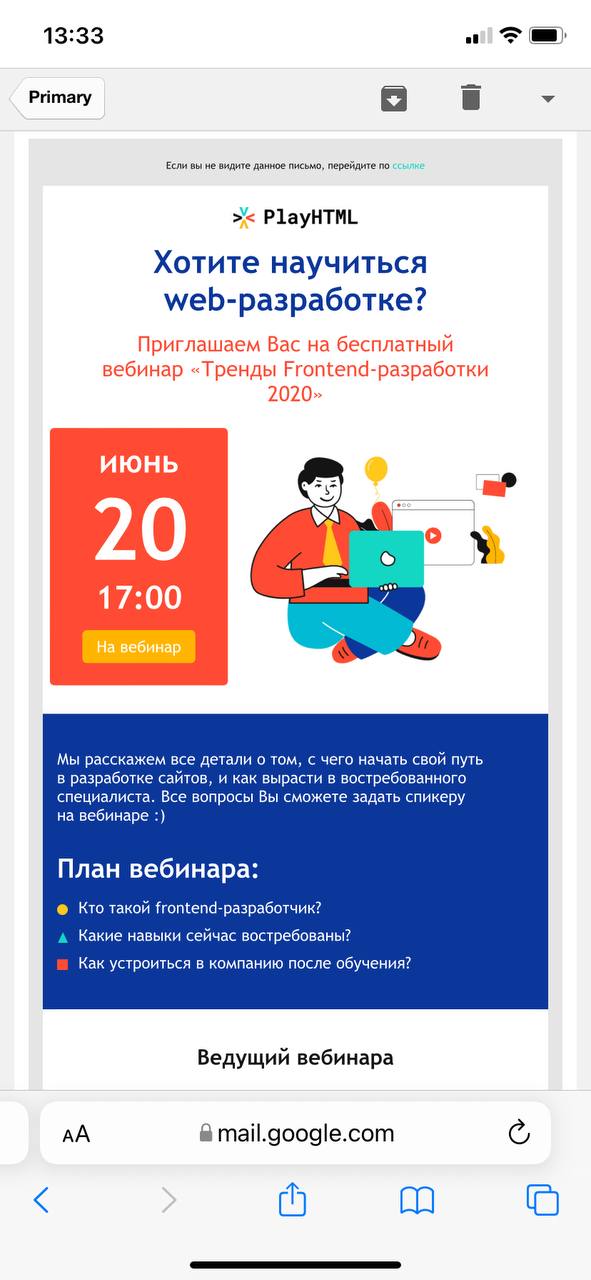 13:33
Primary
Если вы не видите данное письмо, перейдите по ссылке
PlayHTML
Хотите научиться
web-разработке?
Приглашаем Вас на бесплатный
вебинар «Тренды Frontend-разработки
2020»
ИЮНЬ
20
17:00
На вебинар
Мы расскажем все детали о том, с чего начать свой путь
в разработке сайтов, и как вырасти в востребованного
специалиста. Все вопросы Вы сможете задать спикеру
на вебинаре :)
План вебинара:
Кто такой frontend-разработчик?
Какие навыки сейчас востребованы?
Как устроиться в компанию после обучения?
Ведущий вебинара
AA
mail.google.com